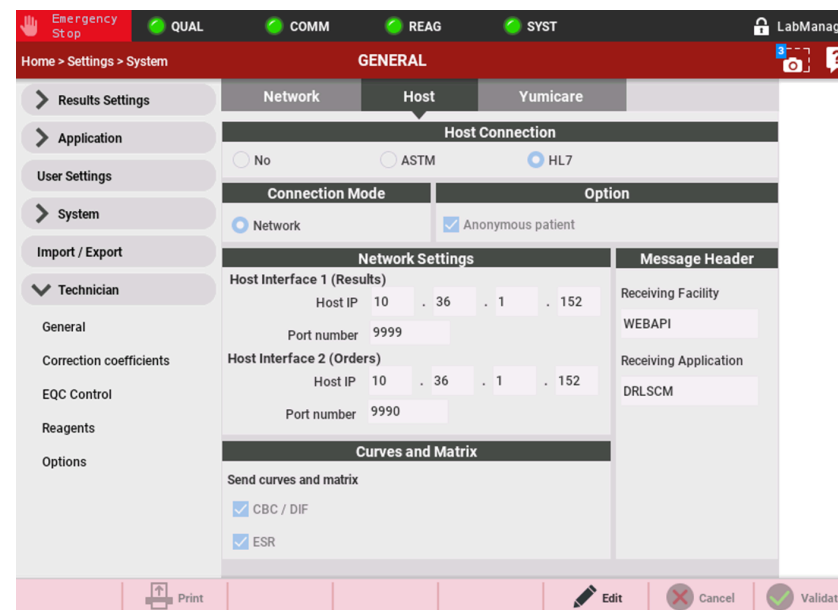 Emergency Stop QUAL COMM REAG SYST LabManag
Home > Settings > System GENERAL 3 ?
Results Settings
Application
User Settings
System
Import / Export
Technician
General
Correction coefficients
EQC Control
Reagents
Options
Network Host Yumicare
Host Connection
No ASTM HL7
Connection Mode
Network
Option
Anonymous patient
Network Settings
Host Interface 1 (Results)
Host IP 10 . 36 . 1 . 152
Port number 9999
Host Interface 2 (Orders)
Host IP 10 . 36 . 1 . 152
Port number 9990
Message Header
Receiving Facility
WEBAPI
Receiving Application
DRLSCM
Curves and Matrix
Send curves and matrix
CBC / DIF
ESR
Print Edit Cancel Validat